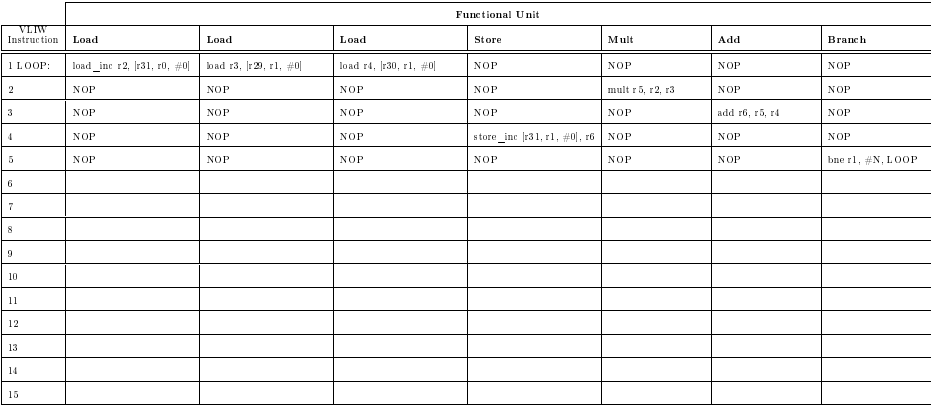 Functional Unit
VLIW
Instruction Load Load Load Store Mult Add Branch
1 LOOP: load_inc r2, [r31, r0, #0] load r3, [r29, r1, #0] load r4, [r30, r1, #0] NOP NOP NOP NOP
2 NOP NOP NOP NOP mult r5, r2, r3 NOP NOP
3 NOP NOP NOP NOP NOP add r6, r5, r4 NOP
4 NOP NOP NOP store_inc [r31, r1, #0], r6 NOP NOP NOP
5 NOP NOP NOP NOP NOP NOP bne r1, #N, LOOP
6
7
8
9
10
11
12
13
14
15